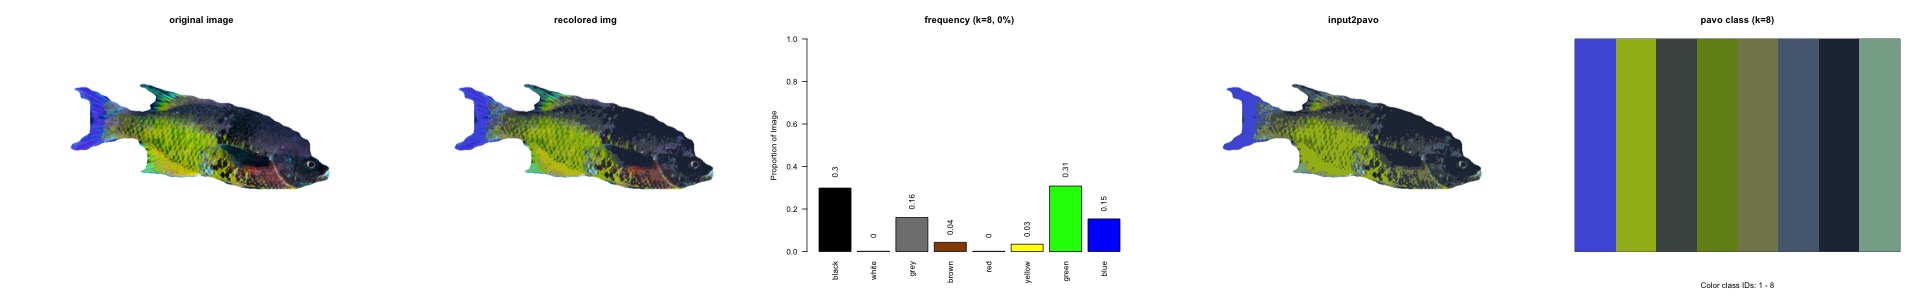 original image
recolored img
frequency (k=8, 0%)
input2pavo
pavo class (k=8)
Proportion of Image
1.0
0.8
0.6
0.4
0.2
0.0
0.3
0
0.16
0.04
0
0.03
0.31
0.15
black
white
grey
brown
red
yellow
green
blue
Color class IDs: 1 - 8